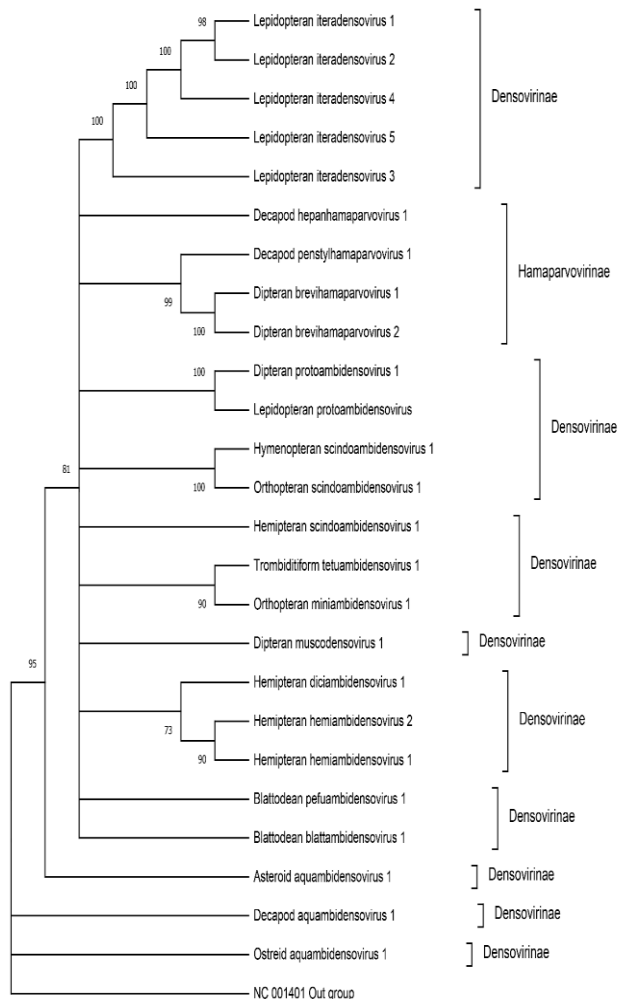 98
Lepidopteran iteradensovirus 1
Lepidopteran iteradensovirus 2
100
Lepidopteran iteradensovirus 4
100
Densovirinae
100
Lepidopteran iteradensovirus 5
Lepidopteran iteradensovirus 3
Decapod hepanhamaparvovirus 1
Decapod penstylhamaparvovirus 1
Hamaparvovirinae
99
Dipteran brevihamaparvovirus 1
100
Dipteran brevihamaparvovirus 2
100
Dipteran protoambidensovirus 1
Lepidopteran protoambidensovirus
Densovirinae
Hymenopteran scindoambidensovirus 1
81
100
Orthopteran scindoambidensovirus 1
Hemipteran scindoambidensovirus 1
Trombiditiform tetuambidensovirus 1
Densovirinae
90
Orthopteran miniambidensovirus 1
Dipteran muscodensovirus 1
Densovirinae
95
Hemipteran diciambidensovirus 1
73
Hemipteran hemiambidensovirus 2
Densovirinae
90
Hemipteran hemiambidensovirus 1
Blattodean pefuambidensovirus 1
Densovirinae
Blattodean blattambidensovirus 1
Asteroid aquambidensovirus 1
Densovirinae
Decapod aquambidensovirus 1
Densovirinae
Ostreid aquambidensovirus 1
Densovirinae
NC 001401 Out group